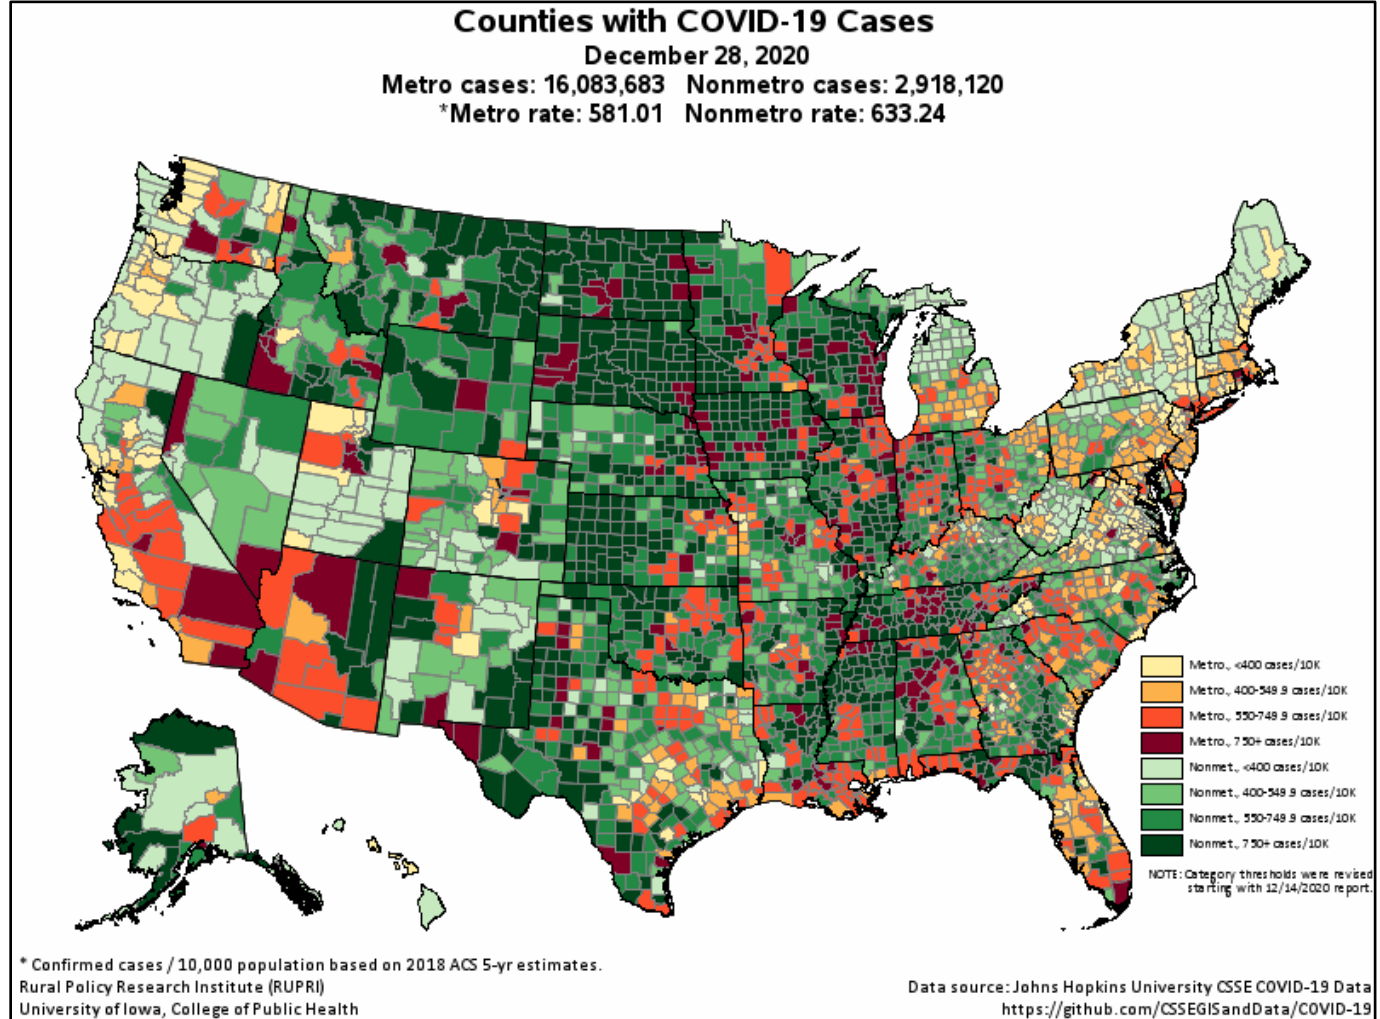 Counties with COVID-19 Cases
December 28, 2020
Metro cases: 16,083,683 Nonmetro cases: 2,918,120
*Metro rate: 581.01 Nonmetro rate: 633.24
Metro., <400 cases/10K
Metro., 400-549.9 cases/10K
Metro., 550-749.9 cases/10K
Metro., 750+ cases/10K
Nonmet., <400 cases/10K
Nonmet., 400-549.9 cases/10K
Nonmet., 550-749.9 cases/10K
Nonmet., 750+ cases/10K
NOTE: Category thresholds were revised
starting with 12/14/2020 report.
* Confirmed cases / 10,000 population based on 2018 ACS 5-yr estimates.
Rural Policy Research Institute (RUPRI)
University of Iowa, College of Public Health
Data source: Johns Hopkins University CSSE COVID-19 Data
https://github.com/CSSEGISandData/COVID-19